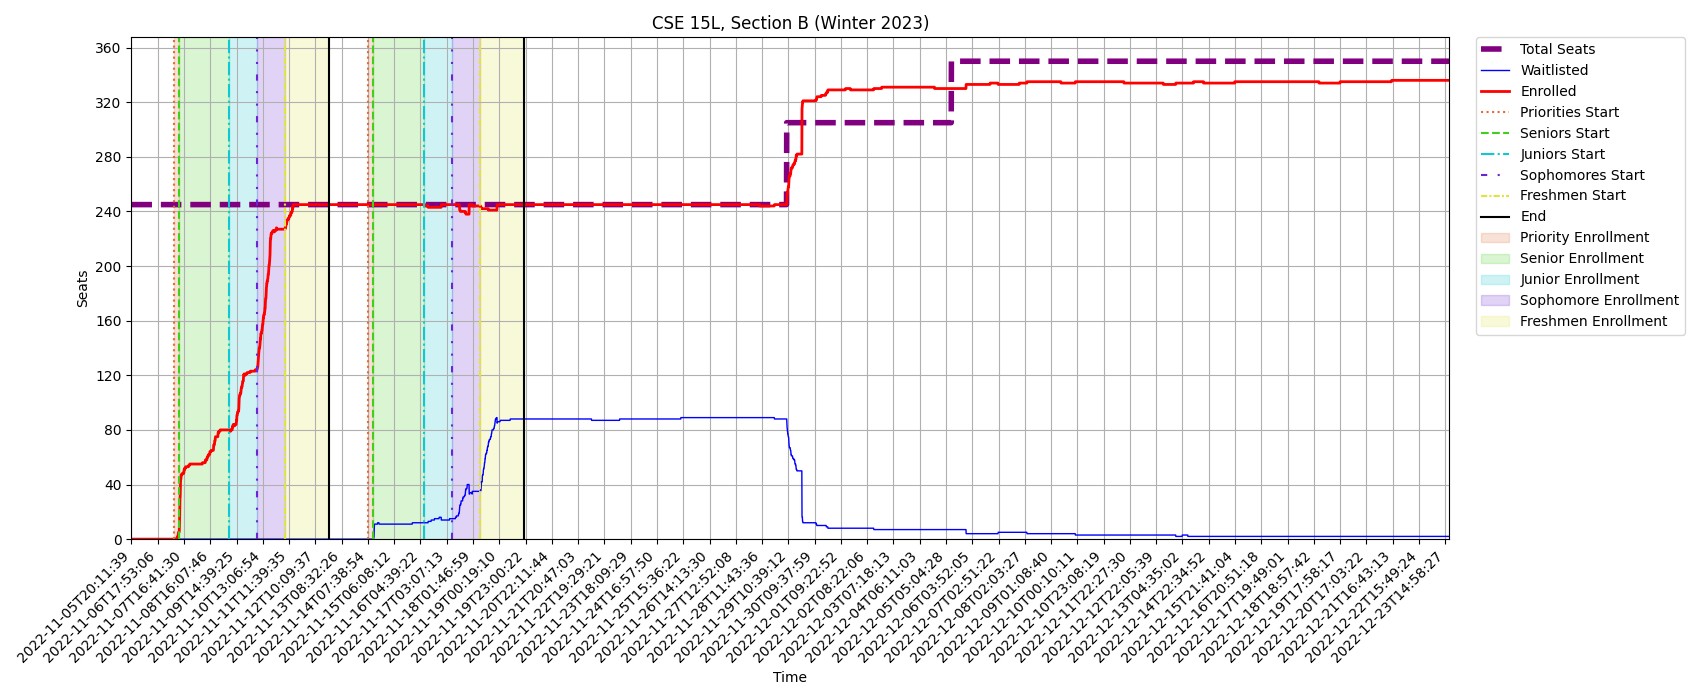 CSE 15L, Section B (Winter 2023)
Seats
360
320
280
240
200
160
120
80
40
0
2022-11-05T20:11:39
2022-11-06T17:53:06
2022-11-07T16:41:30
2022-11-08T16:07:46
2022-11-09T14:39:25
2022-11-10T13:06:54
2022-11-11T11:39:35
2022-11-12T10:09:37
2022-11-13T08:32:26
2022-11-14T07:38:54
2022-11-15T06:08:12
2022-11-16T04:39:22
2022-11-17T03:07:13
2022-11-18T01:46:59
2022-11-19T00:19:10
2022-11-19T23:00:22
2022-11-20T22:11:44
2022-11-21T20:47:03
2022-11-22T19:29:21
2022-11-23T18:09:29
2022-11-24T16:57:50
2022-11-25T15:36:22
2022-11-26T14:13:30
2022-11-27T12:52:08
2022-11-28T11:43:36
2022-11-29T10:39:12
2022-11-30T09:37:59
2022-12-01T09:22:52
2022-12-02T08:22:06
2022-12-03T07:18:13
2022-12-04T06:11:03
2022-12-05T05:04:28
2022-12-06T03:52:05
2022-12-07T02:51:22
2022-12-08T02:03:27
2022-12-09T01:08:40
2022-12-10T00:10:11
2022-12-10T23:08:19
2022-12-11T22:27:30
2022-12-12T22:05:39
2022-12-13T04:35:02
2022-12-14T22:34:52
2022-12-15T21:41:04
2022-12-16T20:51:18
2022-12-17T19:49:01
2022-12-18T18:57:42
2022-12-19T17:58:17
2022-12-20T17:03:22
2022-12-21T16:43:13
2022-12-22T15:49:24
2022-12-23T14:58:27
Time
Total Seats
Waitlisted
Enrolled
Priorities Start
Seniors Start
Juniors Start
Sophomores Start
Freshmen Start
End
Priority Enrollment
Senior Enrollment
Junior Enrollment
Sophomore Enrollment
Freshmen Enrollment